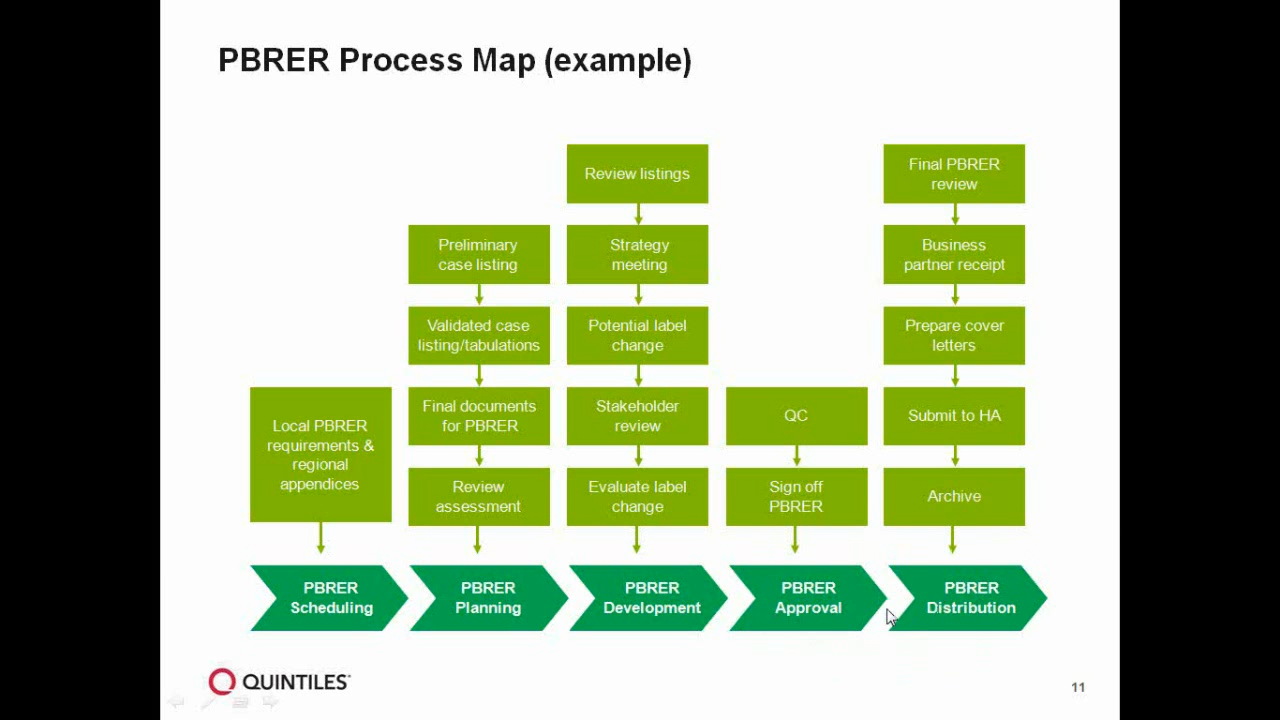 PBRER Process Map (example)
Local PBRER
requirements &
regional
appendices
PBRER
Scheduling
Preliminary
case listing
Validated case
listing/tabulations
Final documents
for PBRER
Review
assessment
PBRER
Planning
Review listings
Strategy
meeting
Potential label
change
Stakeholder
review
Evaluate label
change
PBRER
Development
QC
Sign off
PBRER
PBRER
Approval
Final PBRER
review
Business
partner receipt
Prepare cover
letters
Submit to HA
Archive
PBRER
Distribution
QUINTILES
11